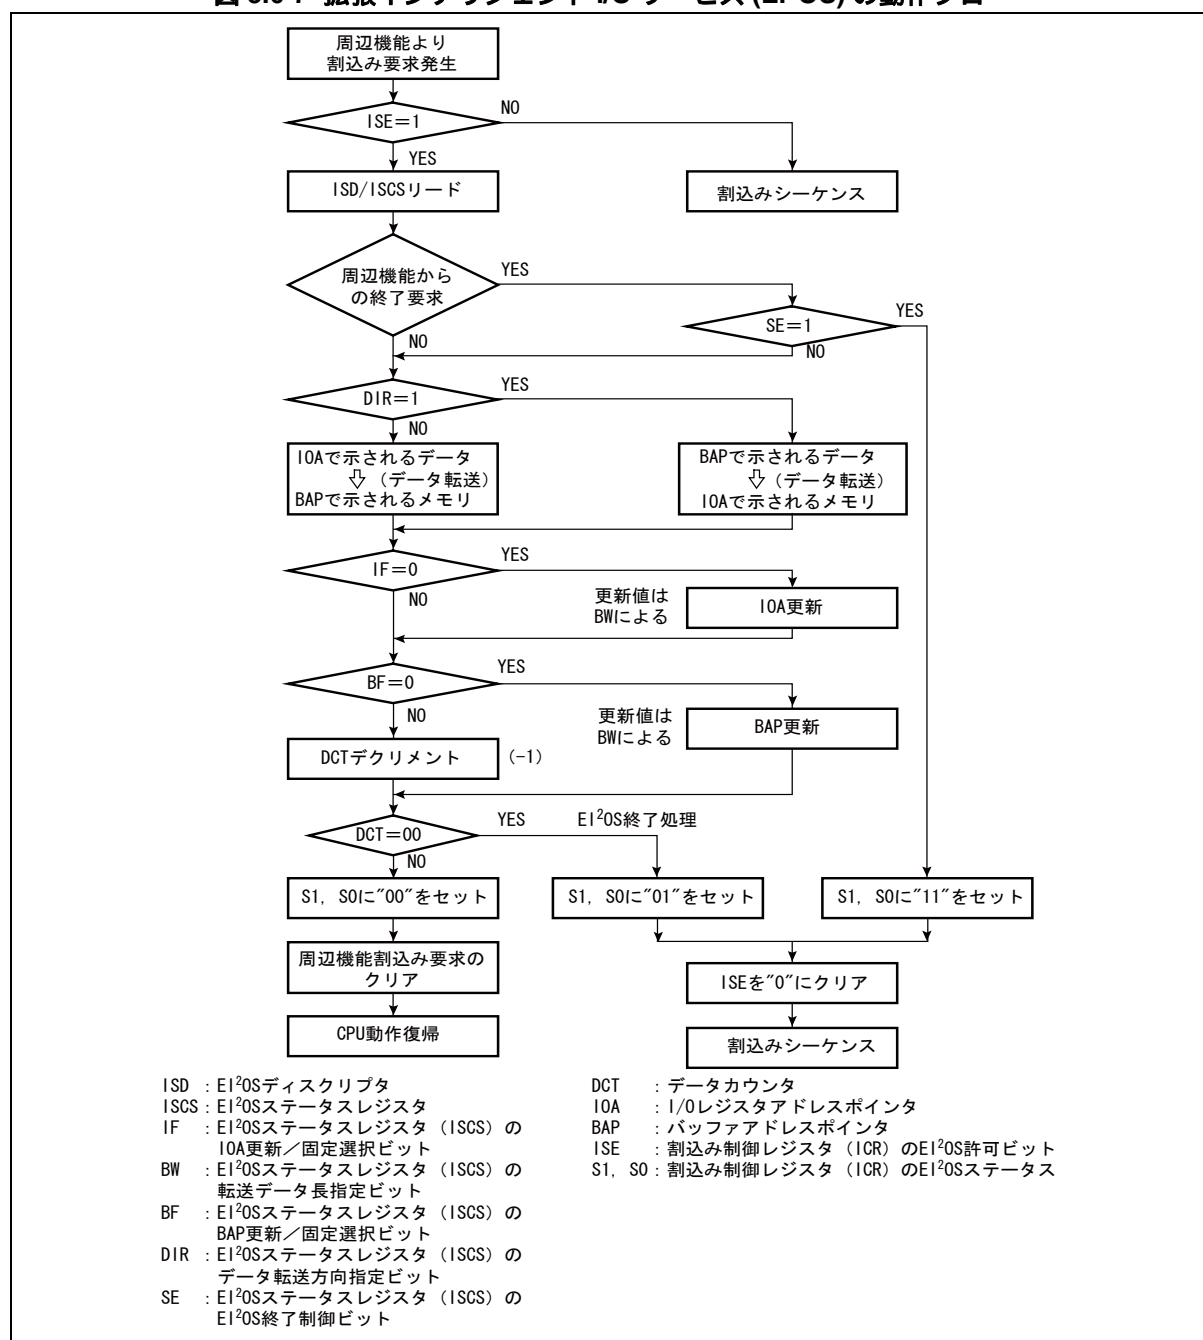 図 3.6-7 拡張インテリジェント I/O サービス (EI²OS) の動作フロー
周辺機能より
割込み要求発生
ISE=1
NO
YES
ISD/ISCSリード
割込みシーケンス
周辺機能から
の終了要求
YES
SE=1
YES
NO
NO
DIR=1
YES
NO
IOAで示されるデータ
(データ転送)
BAPで示されるメモリ
BAPで示されるデータ
(データ転送)
IOAで示されるメモリ
IF=0
YES
NO
更新値は
BWによる
IOA更新
BF=0
YES
NO
更新値は
BWによる
BAP更新
DCTデクリメント
(-1)
DCT=00
YES
EI²OS終了処理
NO
S1, S0に"00"をセット
S1, S0に"01"をセット
S1, S0に"11"をセット
周辺機能割込み要求の
クリア
ISEを"0"にクリア
CPU動作復帰
割込みシーケンス
ISD :EI²OSディスクリプタ
ISCS:EI²OSステータスレジスタ
IF :EI²OSステータスレジスタ (ISCS) の
IOA更新/固定選択ビット
BW :EI²OSステータスレジスタ (ISCS) の
転送データ長指定ビット
BF :EI²OSステータスレジスタ (ISCS) の
BAP更新/固定選択ビット
DIR :EI²OSステータスレジスタ (ISCS) の
データ転送方向指定ビット
SE :EI²OSステータスレジスタ (ISCS) の
EI²OS終了制御ビット
DCT :データカウンタ
IOA :I/Oレジスタアドレスポインタ
BAP :バッファアドレスポインタ
ISE :割込み制御レジスタ (ICR) のEI²OS許可ビット
S1, S0:割込み制御レジスタ (ICR) のEI²OSステータス